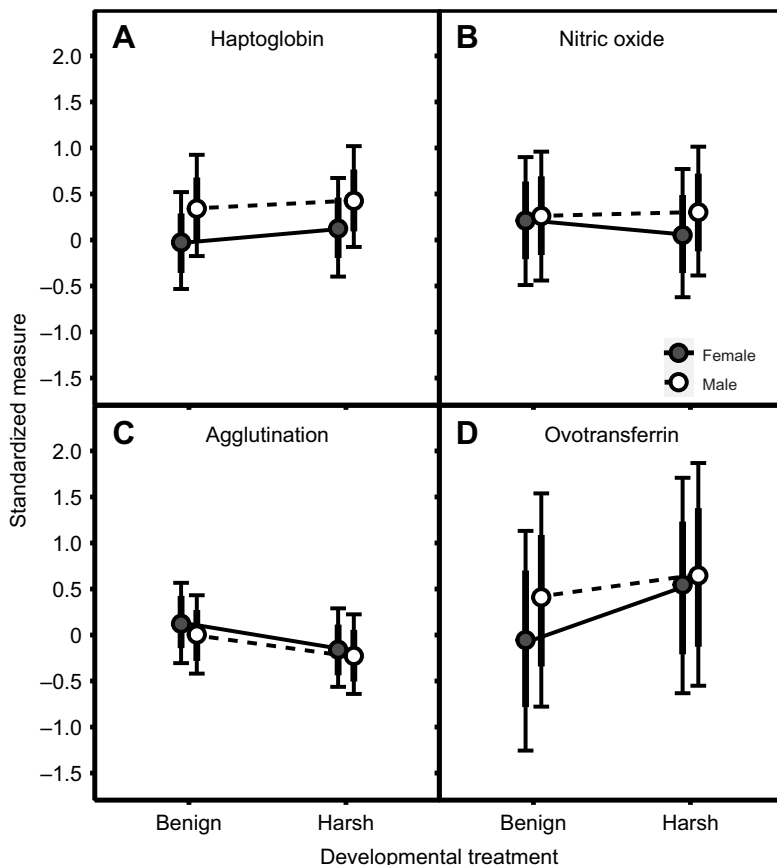 A
Haptoglobin
B
Nitric oxide
2.0
1.5
1.0
0.5
0
–0.5
–1.0
–1.5
Female
Male
Standardized measure
C
Agglutination
D
Ovotransferrin
2.0
1.5
1.0
0.5
0
–0.5
–1.0
–1.5
Benign
Harsh
Benign
Harsh
Developmental treatment